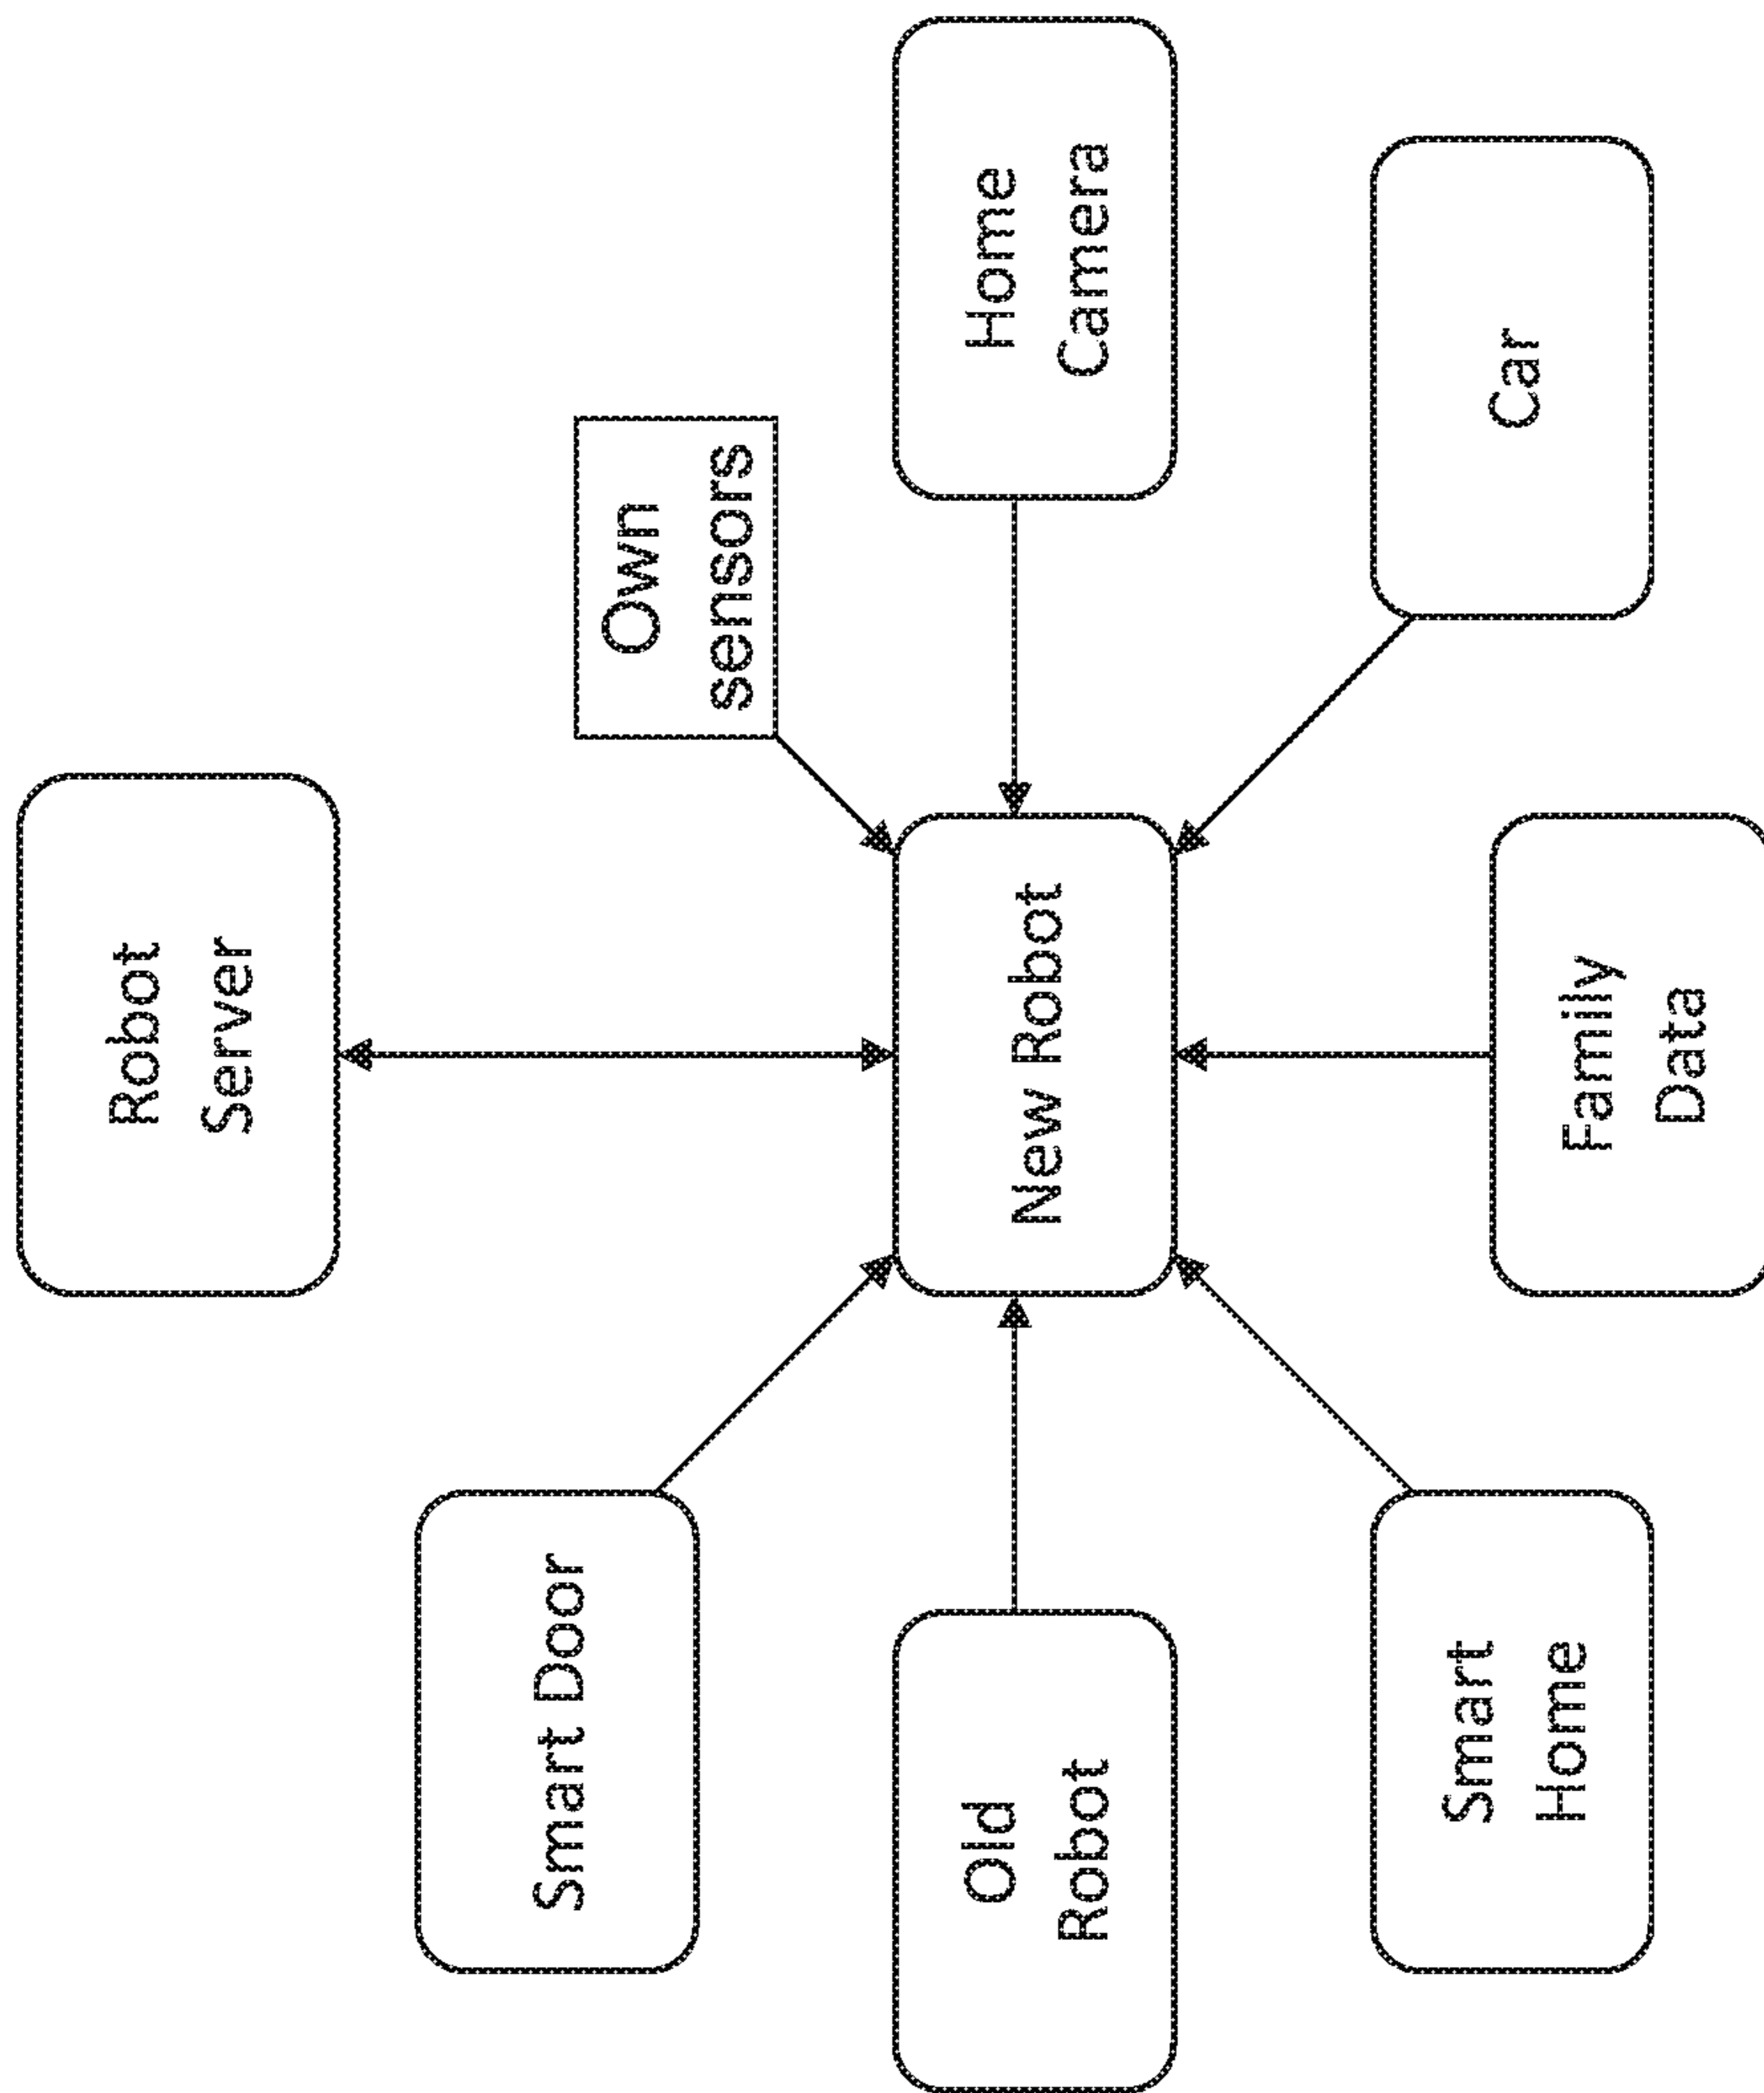 Robot
Server
Own
sensors
Smart Door
Home
Camera
New Robot
Old
Robot
Car
Family
Data
Smart
Home